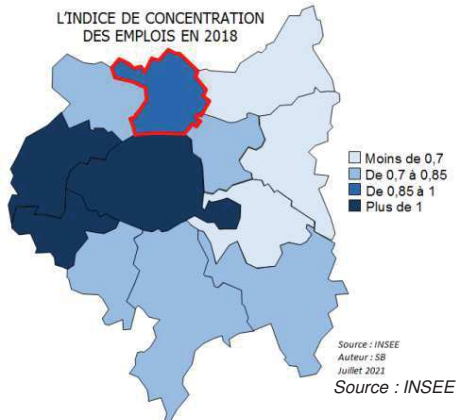 L'INDICE DE CONCENTRATION
DES EMPLOIS EN 2018
Moins de 0,7
De 0,7 à 0,85
De 0,85 à 1
Plus de 1
Source : INSEE
Auteur : SB
Juillet 2021
Source : INSEE